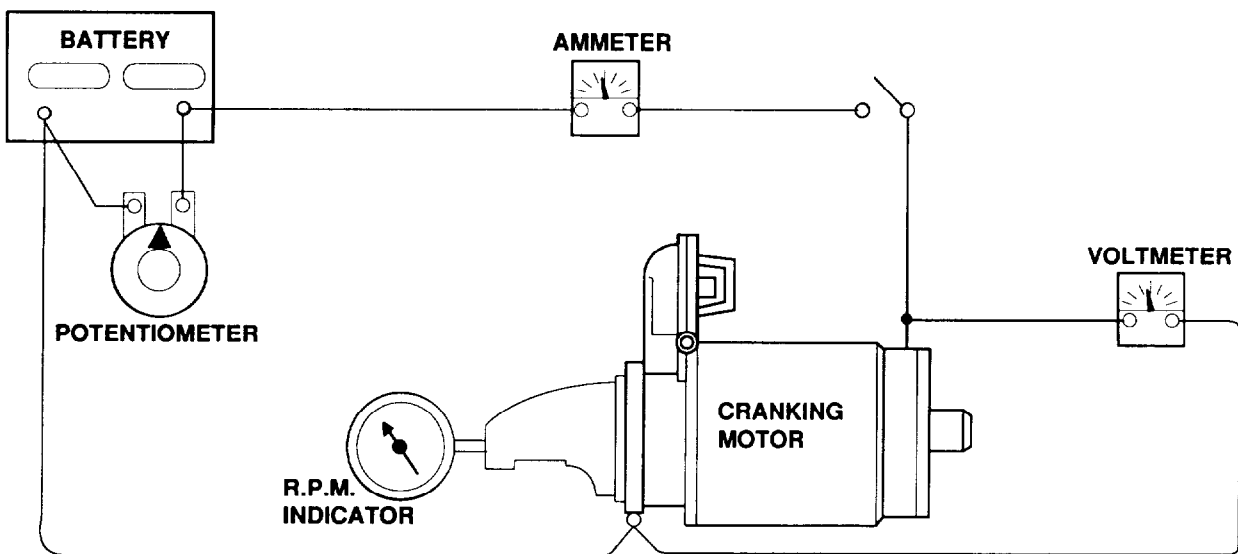 BATTERY
AMMETER
VOLTMETER
POTENTIOMETER
CRANKING
MOTOR
R.P.M.
INDICATOR